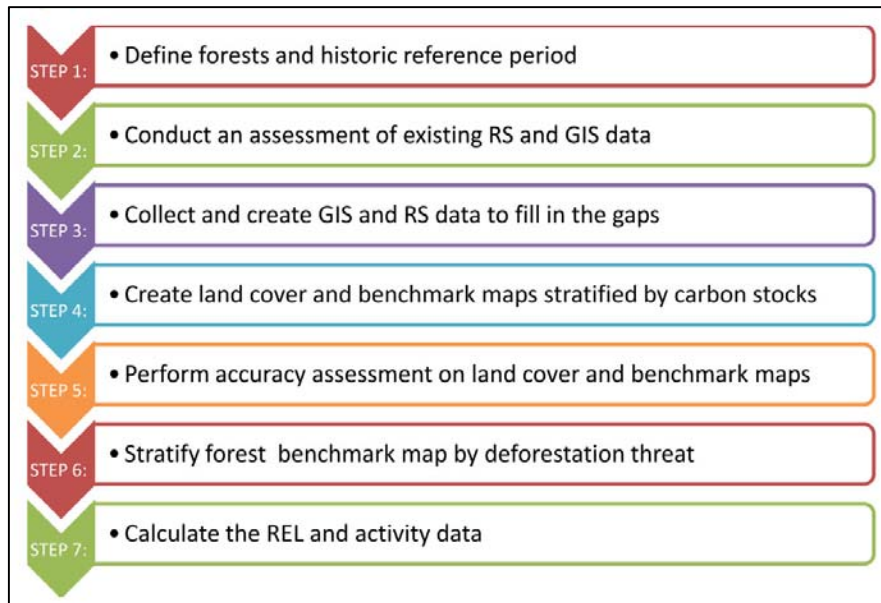 STEP 1:
• Define forests and historic reference period
STEP 2:
• Conduct an assessment of existing RS and GIS data
STEP 3:
• Collect and create GIS and RS data to fill in the gaps
STEP 4:
• Create land cover and benchmark maps stratified by carbon stocks
STEP 5:
• Perform accuracy assessment on land cover and benchmark maps
STEP 6:
• Stratify forest benchmark map by deforestation threat
STEP 7:
• Calculate the REL and activity data